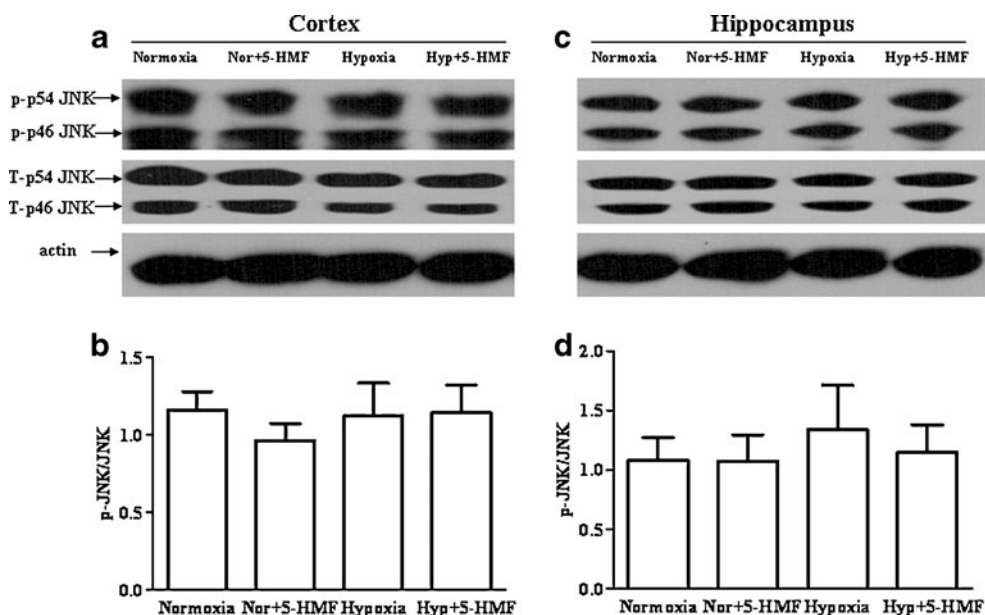 a
Cortex
Normoxia Nor+5-HMF Hypoxia Hyp+5-HMF
p-p54 JNK
p-p46 JNK
T-p54 JNK
T-p46 JNK
actin
c
Hippocampus
Normoxia Nor+5-HMF Hypoxia Hyp+5-HMF
b
p-JNK/JNK
1.5
1.0
0.5
0.0
Normoxia Nor+5-HMF Hypoxia Hyp+5-HMF
d
p-JNK/JNK
2.0
1.5
1.0
0.5
0.0
Normoxia Nor+5-HMF Hypoxia Hyp+5-HMF